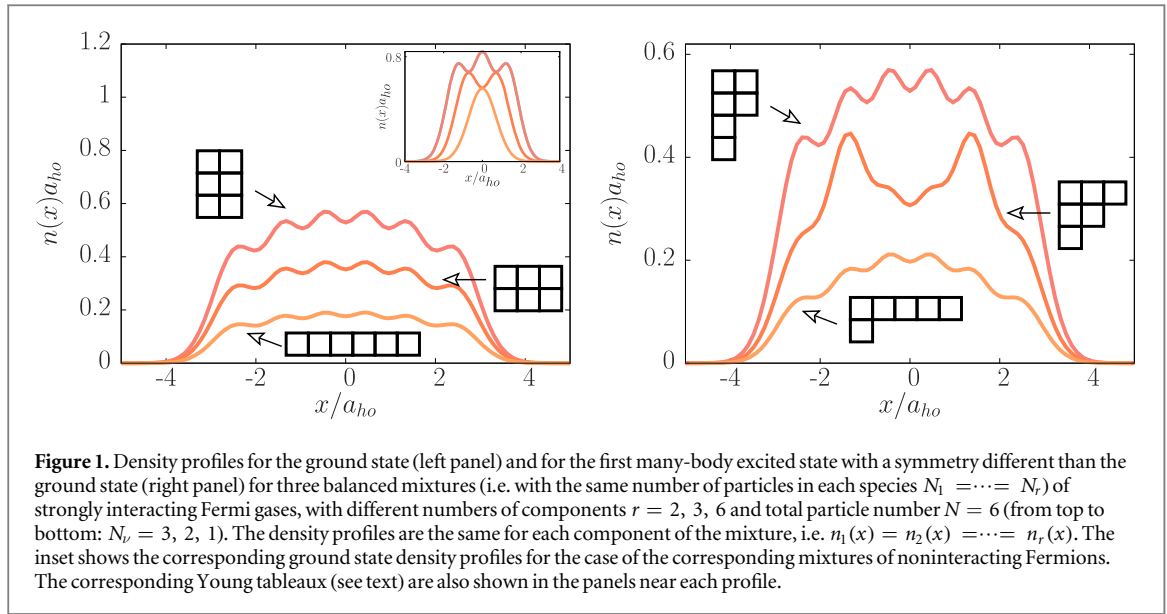 1.2
1
0.8
0.6
0.4
0.2
0
n(x)a_{ho}
-4
-2
0
2
4
x/a_{ho}
0.8
0
n(x)a_{ho}
-4
-2
0
2
4
x/a_{ho}
0.6
0.4
0.2
0
n(x)a_{ho}
-4
-2
0
2
4
x/a_{ho}
Figure 1. Density profiles for the ground state (left panel) and for the first many-body excited state with a symmetry different than the
ground state (right panel) for three balanced mixtures (i.e. with the same number of particles in each species N_1 =⋯= N_r) of
strongly interacting Fermi gases, with different numbers of components r = 2, 3, 6 and total particle number N = 6 (from top to
bottom: N_ν = 3, 2, 1). The density profiles are the same for each component of the mixture, i.e. n_1(x) = n_2(x) =⋯= n_r(x). The
inset shows the corresponding ground state density profiles for the case of the corresponding mixtures of noninteracting Fermions.
The corresponding Young tableaux (see text) are also shown in the panels near each profile.